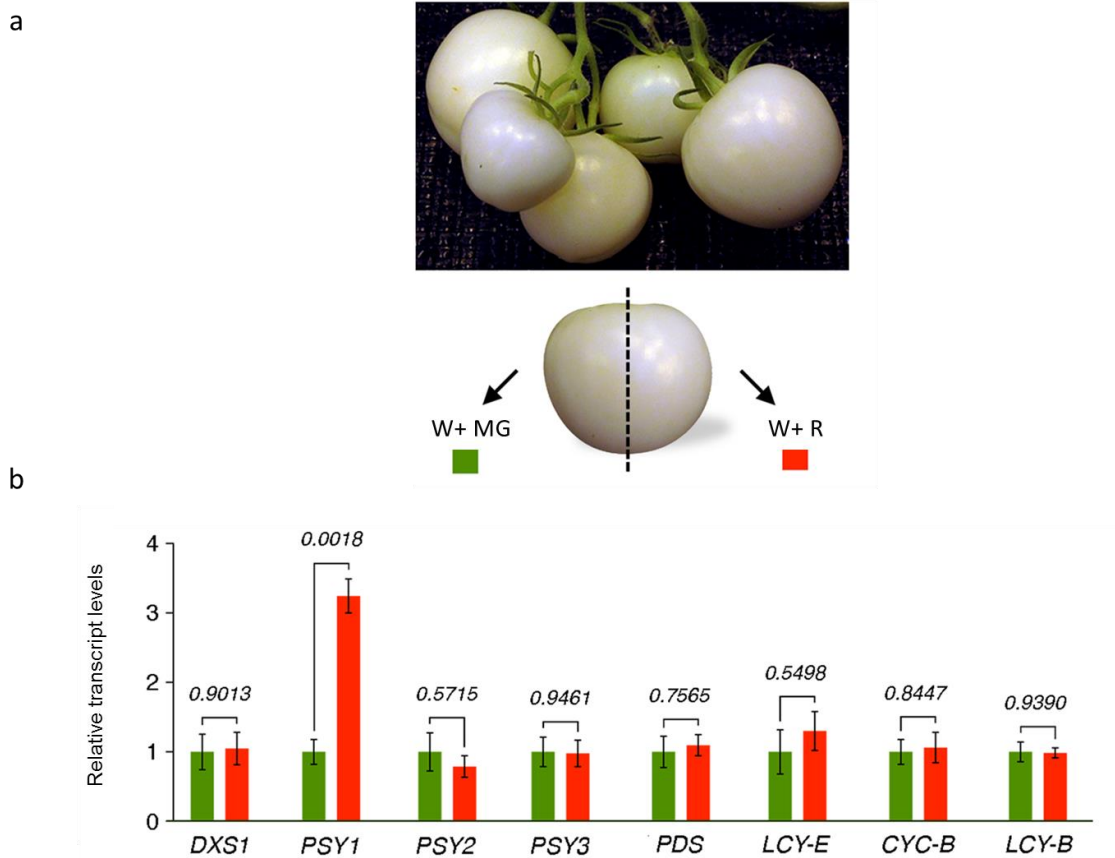 a
W+ MG
W+ R
b
Relative transcript levels
4
3
2
1
0
0.9013
0.0018
0.5715
0.9461
0.7565
0.5498
0.8447
0.9390
DXS1 PSY1 PSY2 PSY3 PDS LCY-E CYC-B LCY-B